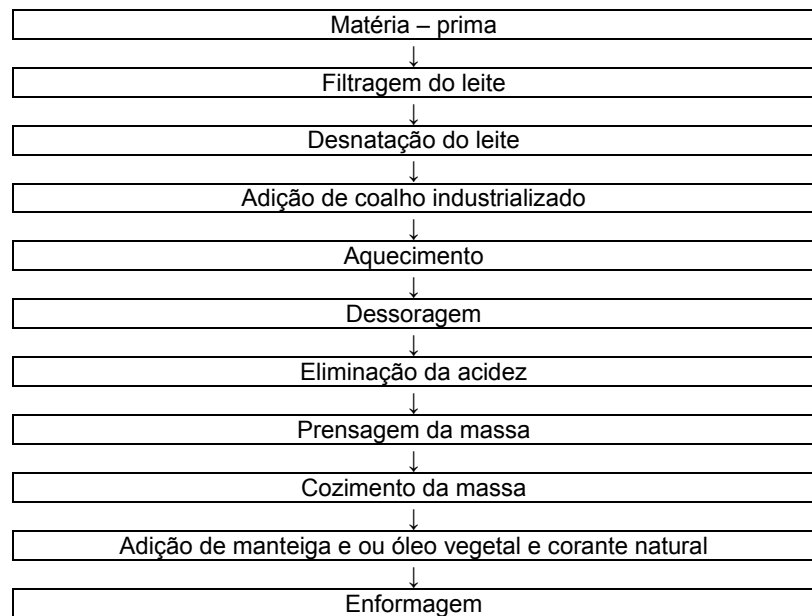 Matéria – prima
↓
Filtragem do leite
↓
Desnatação do leite
↓
Adição de coalho industrializado
↓
Aquecimento
↓
Dessoragem
↓
Eliminação da acidez
↓
Prensagem da massa
↓
Cozimento da massa
↓
Adição de manteiga e ou óleo vegetal e corante natural
↓
Enformagem